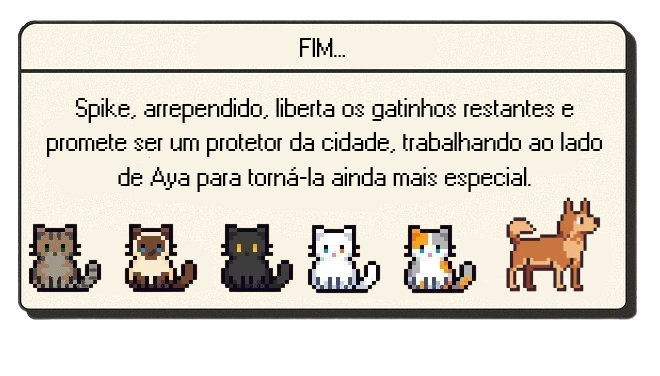 FIM...
Spike, arrependido, liberta os gatinhos restantes e
promete ser um protetor da cidade, trabalhando ao lado
de Aya para torná-la ainda mais especial.